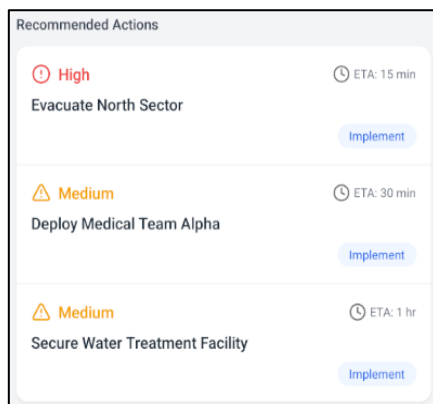 Recommended Actions
High ETA: 15 min
Evacuate North Sector
Implement
Medium ETA: 30 min
Deploy Medical Team Alpha
Implement
Medium ETA: 1 hr
Secure Water Treatment Facility
Implement